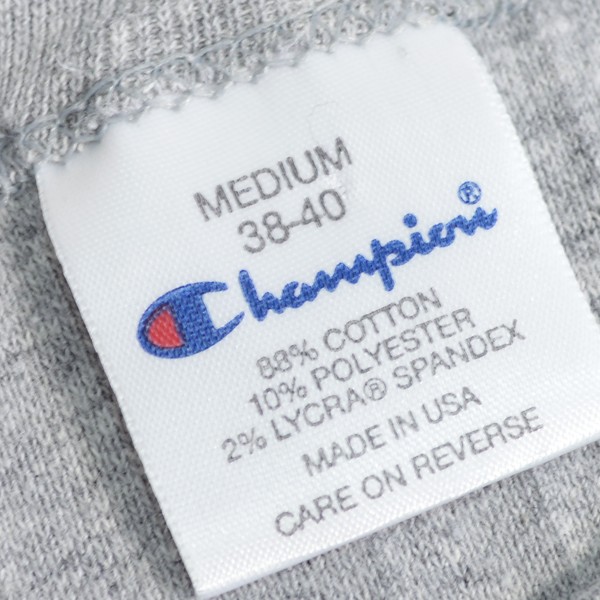 MEDIUM
38-40
Champion®
88% COTTON
10% POLYESTER
2% LYCRA® SPANDEX
MADE IN USA
CARE ON REVERSE